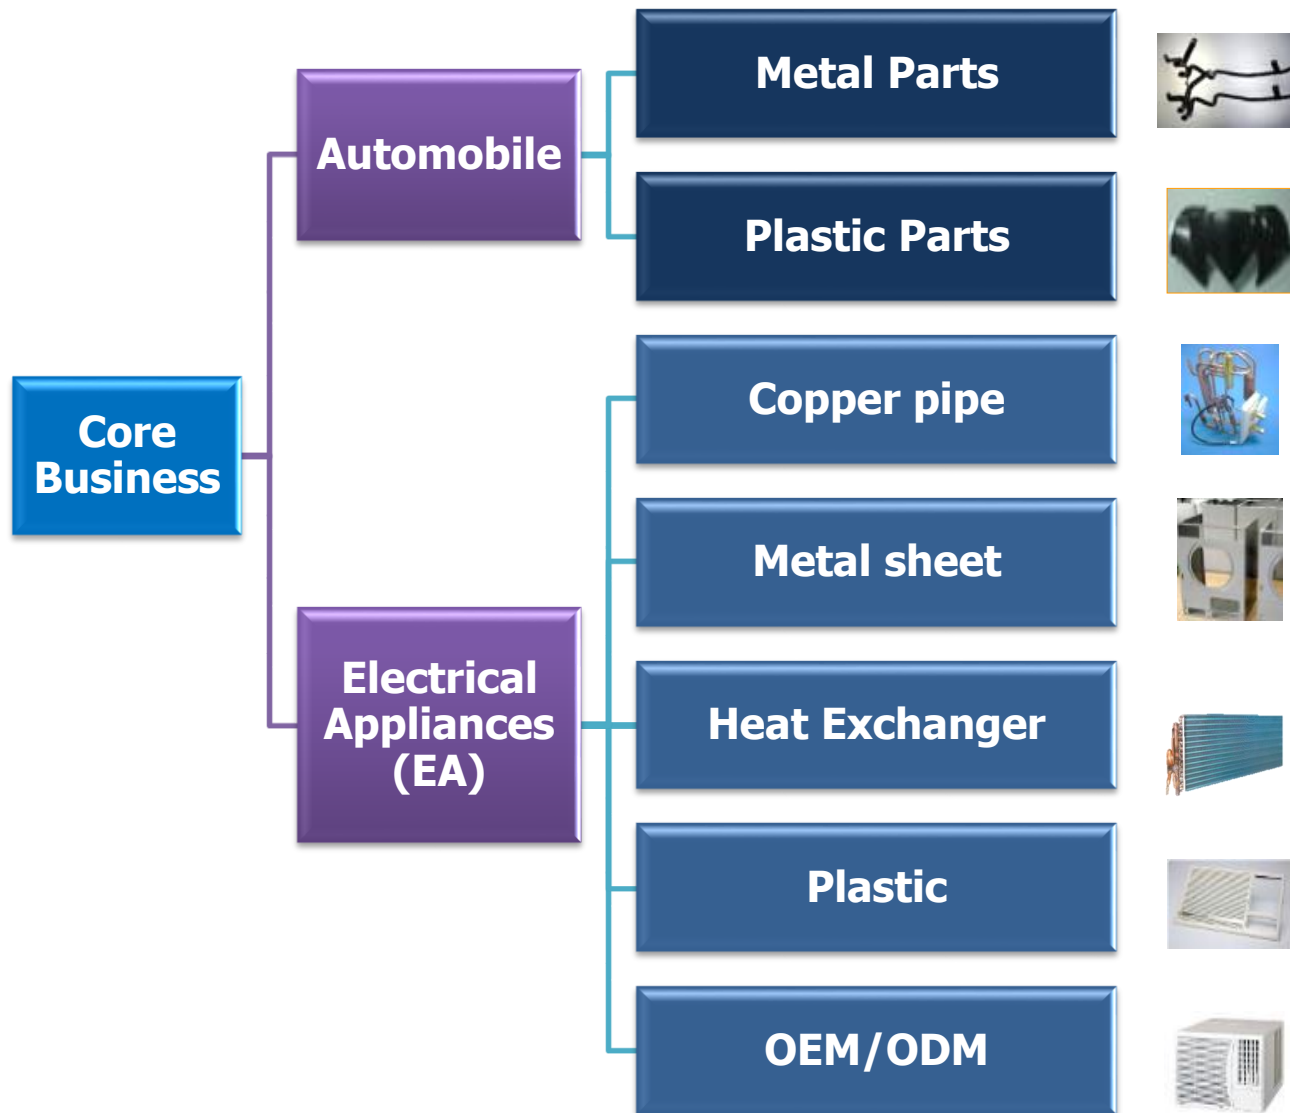 Core
Business
Automobile
Metal Parts
Plastic Parts
Electrical
Appliances
(EA)
Copper pipe
Metal sheet
Heat Exchanger
Plastic
OEM/ODM